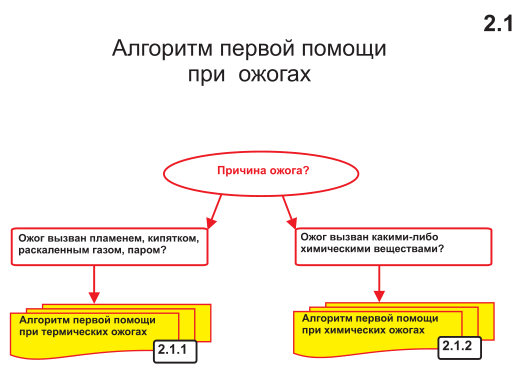 2.1
Алгоритм первой помощи
при ожогах
Причина ожога?
Ожог вызван пламенем, кипятком,
раскаленным газом, паром?
Ожог вызван какими-либо
химическими веществами?
Алгоритм первой помощи
при термических ожогах
2.1.1
Алгоритм первой помощи
при химических ожогах
2.1.2